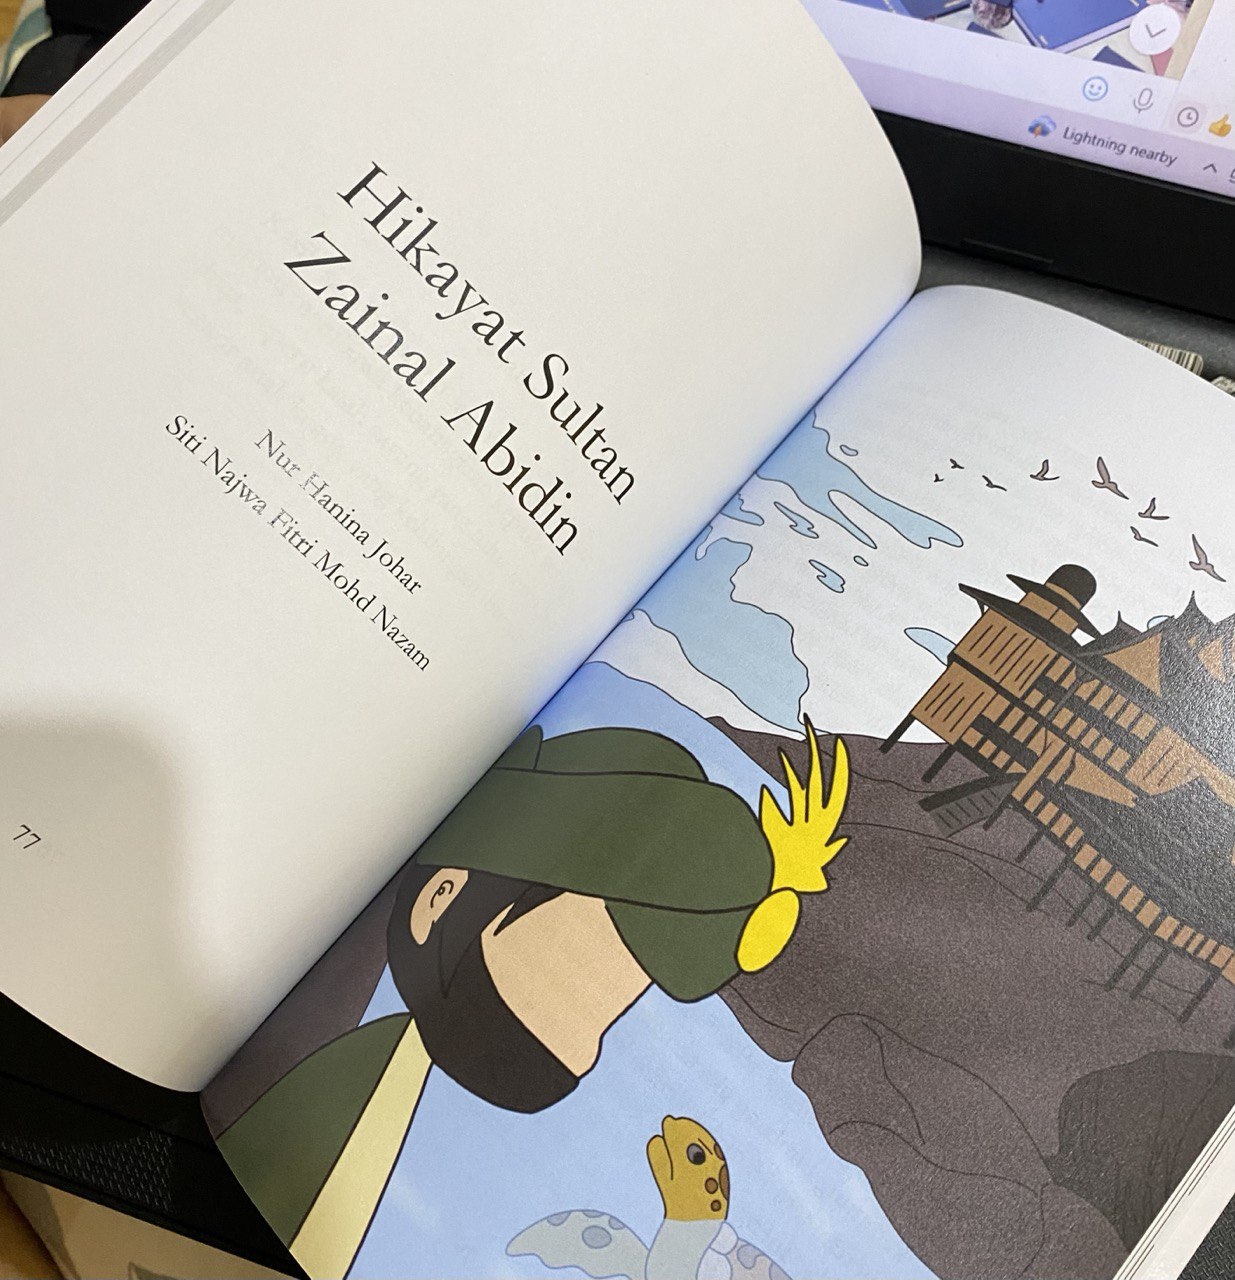 Hikayat Sultan
Zainal Abidin
Nur Hanina Johar
Siti Najwa Fitri Mohd Nazam
77
Lightning nearby